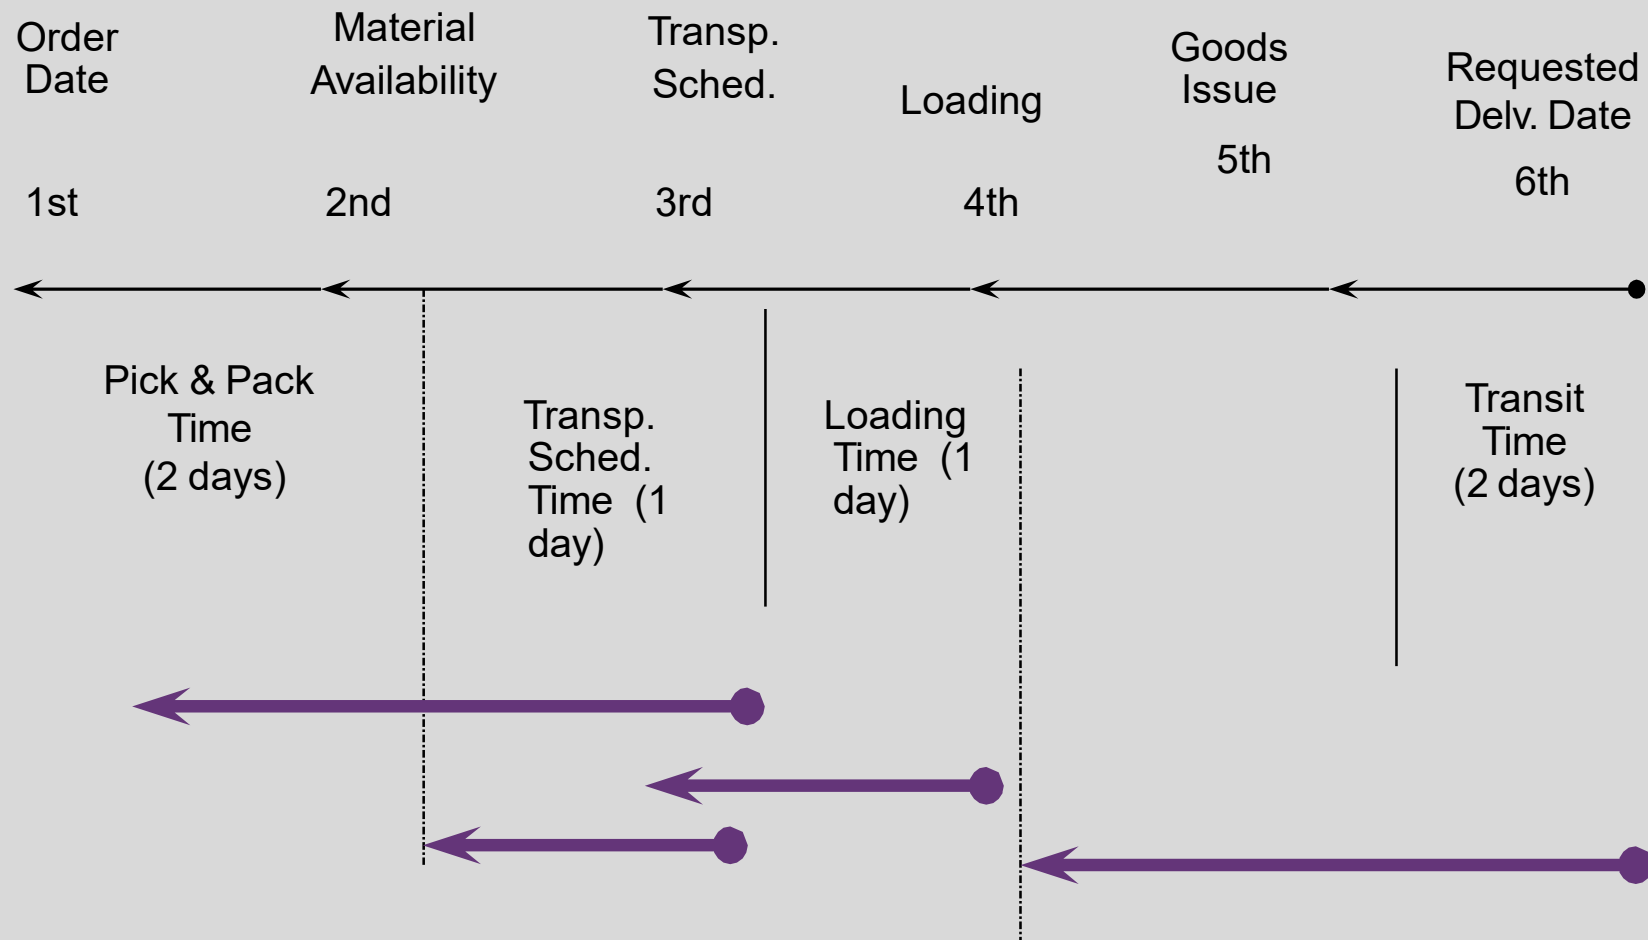 Order
Date
Material
Availability
Transp.
Sched.
Loading
Goods
Issue
Requested
Delv. Date
1st
2nd
3rd
4th
5th
6th
Pick & Pack
Time
(2 days)
Transp.
Sched.
Time (1
day)
Loading
Time (1
day)
Transit
Time
(2 days)